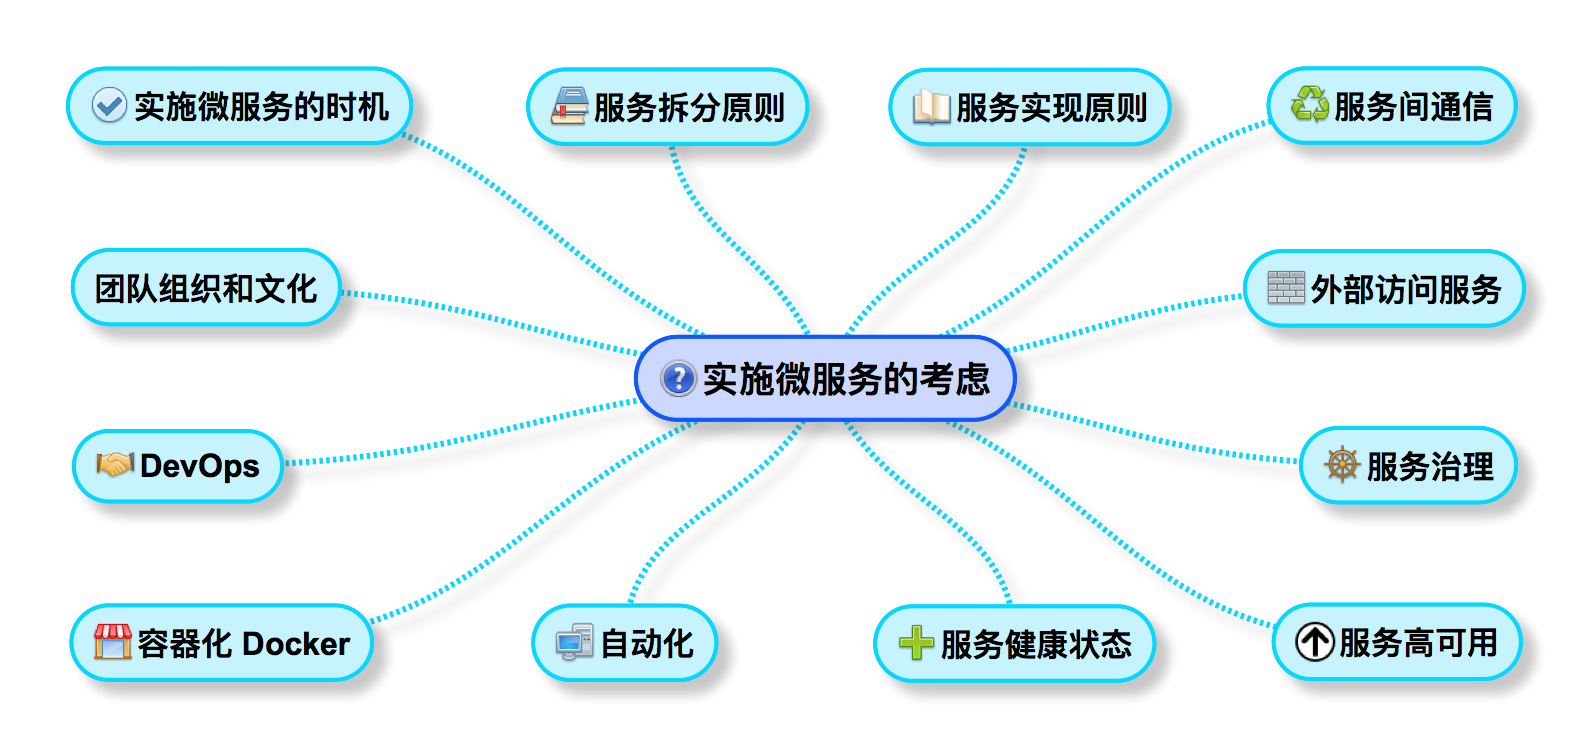 实施微服务的时机
服务拆分原则
服务实现原则
服务间通信
团队组织和文化
外部访问服务
实施微服务的考虑
DevOps
服务治理
容器化 Docker
自动化
服务健康状态
服务高可用